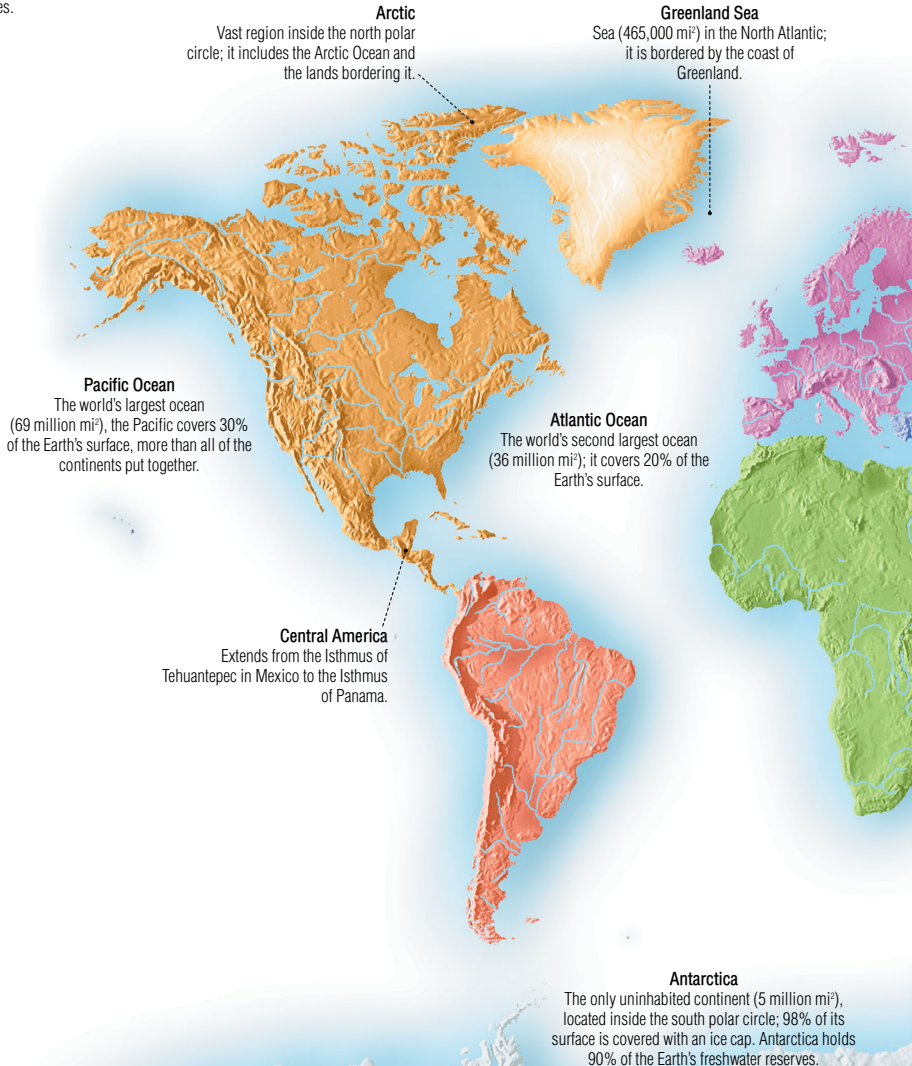 es.
Arctic
Vast region inside the north polar
circle; it includes the Arctic Ocean and
the lands bordering it.
Greenland Sea
Sea (465,000 mi²) in the North Atlantic;
it is bordered by the coast of
Greenland.
Pacific Ocean
The world’s largest ocean
(69 million mi²), the Pacific covers 30%
of the Earth’s surface, more than all of the
continents put together.
Atlantic Ocean
The world’s second largest ocean
(36 million mi²); it covers 20% of the
Earth’s surface.
Central America
Extends from the Isthmus of
Tehuantepec in Mexico to the Isthmus
of Panama.
Antarctica
The only uninhabited continent (5 million mi²),
located inside the south polar circle; 98% of its
surface is covered with an ice cap. Antarctica holds
90% of the Earth’s freshwater reserves.